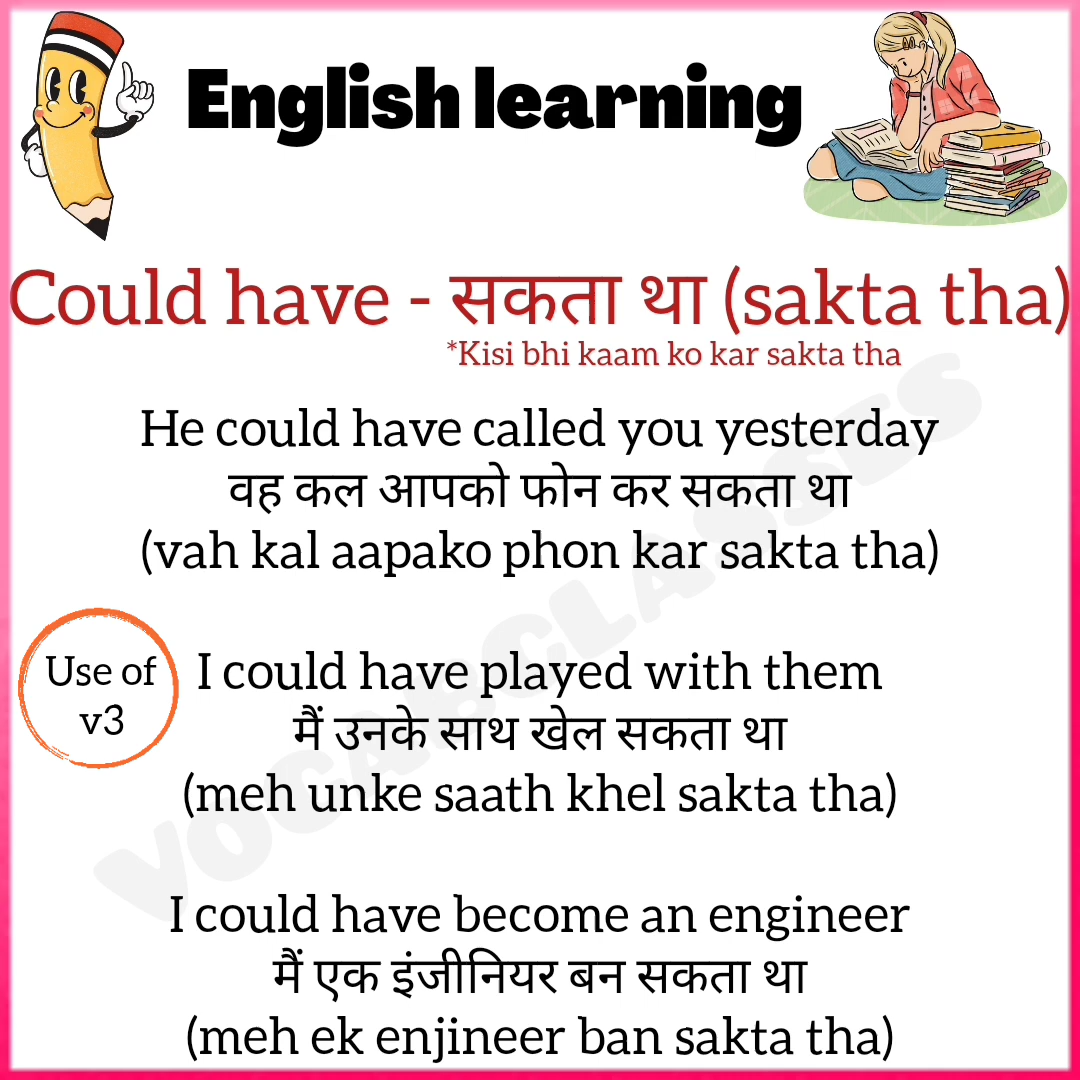 English learning
Could have - सकता था (sakta tha)
*Kisi bhi kaam ko kar sakta tha
He could have called you yesterday
वह कल आपको फोन कर सकता था
(vah kal aapako phon kar sakta tha)
Use of
v3
I could have played with them
मैं उनके साथ खेल सकता था
(meh unke saath khel sakta tha)
I could have become an engineer
मैं एक इंजीनियर बन सकता था
(meh ek enjineer ban sakta tha)
VOCAB CLASSES